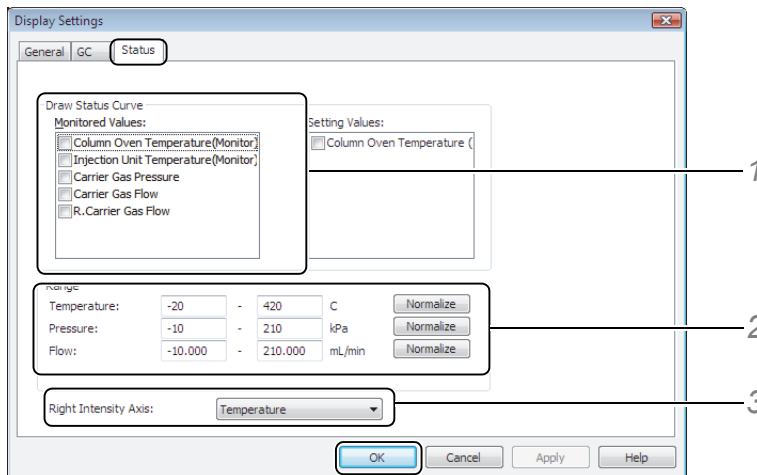 Display Settings
General GC Status
Draw Status Curve
Monitored Values: Setting Values:
Column Oven Temperature(Monitor) Column Oven Temperature (
Injection Unit Temperature(Monitor)
Carrier Gas Pressure
Carrier Gas Flow
R.Carrier Gas Flow
1
Range
Temperature: -20 - 420 C Normalize
Pressure: -10 - 210 kPa Normalize
Flow: -10.000 - 210.000 mL/min Normalize
2
Right Intensity Axis: Temperature
3
OK Cancel Apply Help